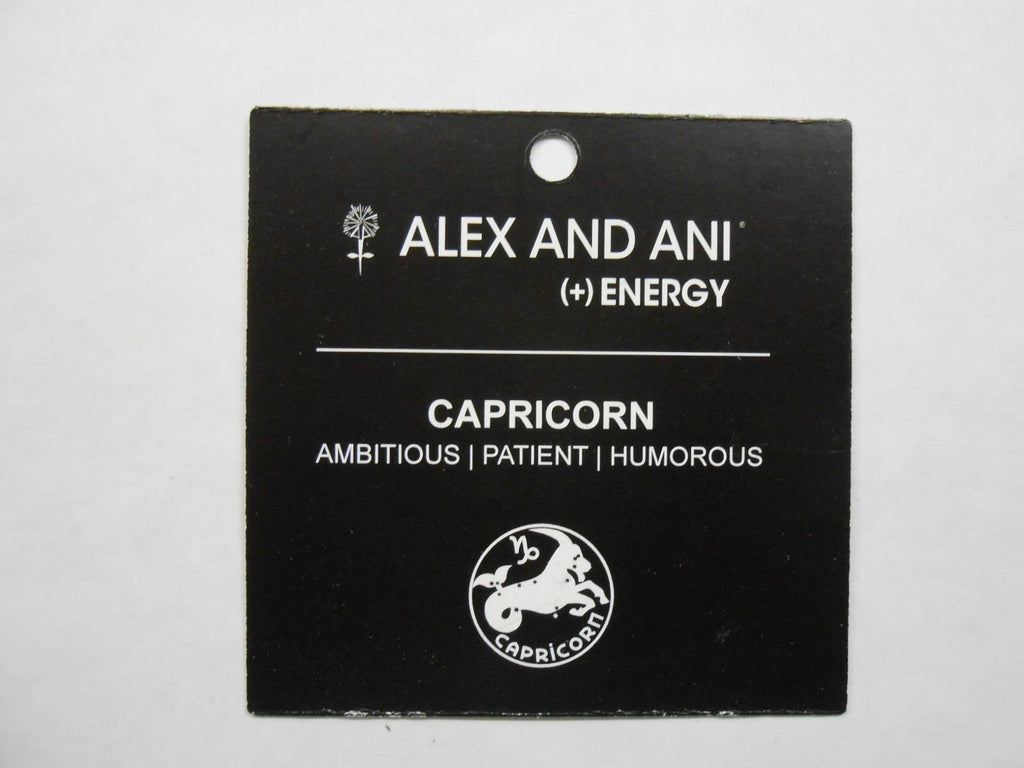 ALEX AND ANI®
(+) ENERGY
CAPRICORN
AMBITIOUS | PATIENT | HUMOROUS
♑
CAPRICORN